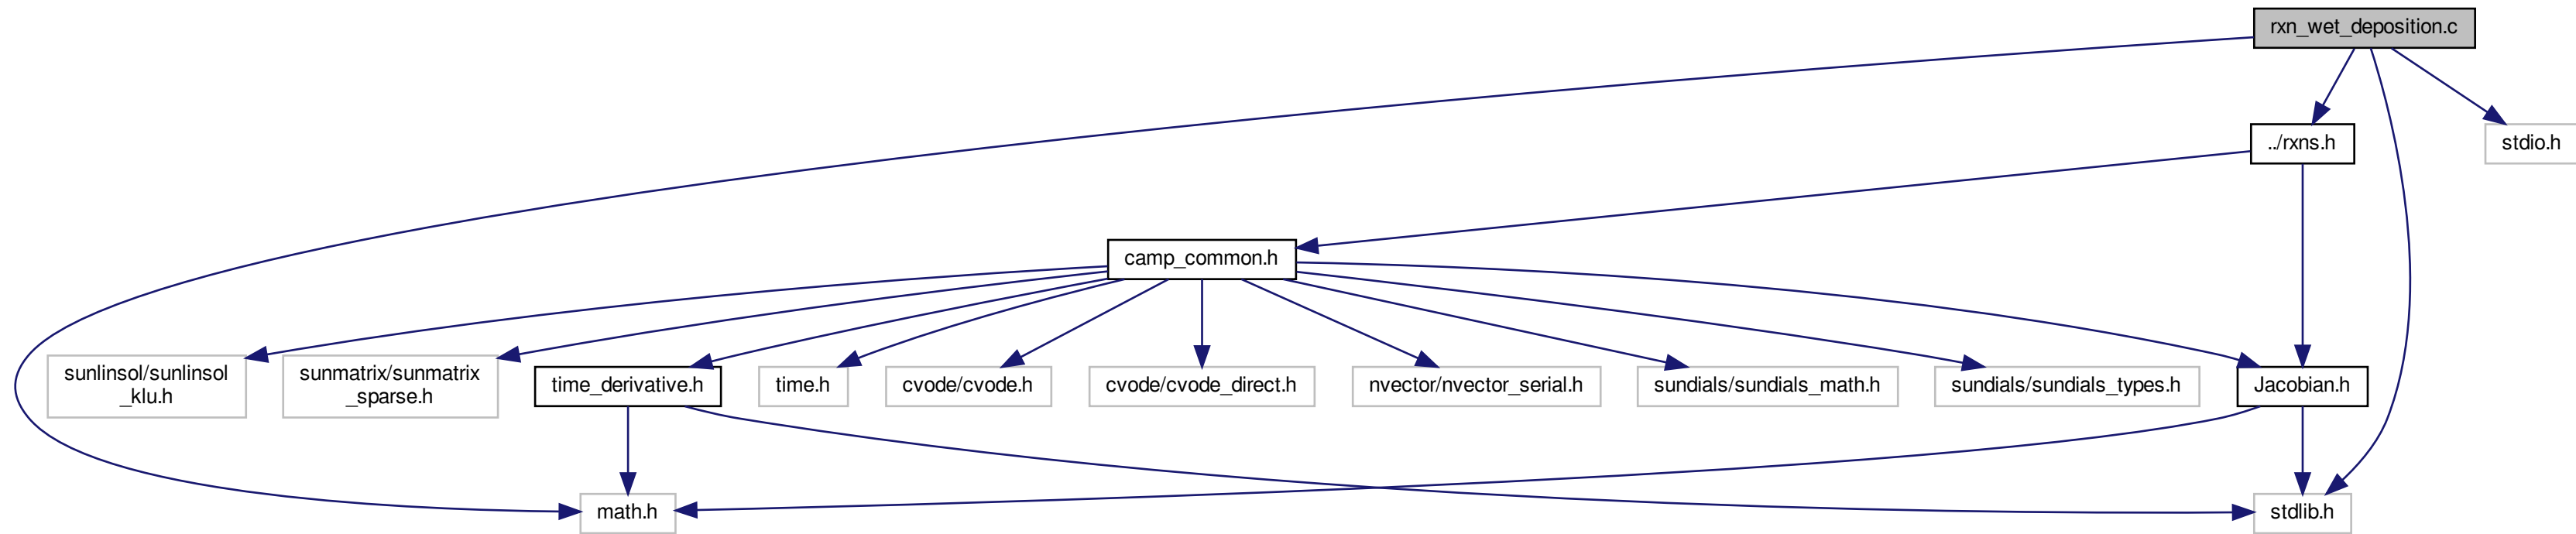 rxn_wet_deposition.c
../rxns.h
stdio.h
camp_common.h
sunlinsol/sunlinsol
_klu.h
sunmatrix/sunmatrix
_sparse.h
time_derivative.h
time.h
cvode/cvode.h
cvode/cvode_direct.h
nvector/nvector_serial.h
sundials/sundials_math.h
sundials/sundials_types.h
Jacobian.h
math.h
stdlib.h